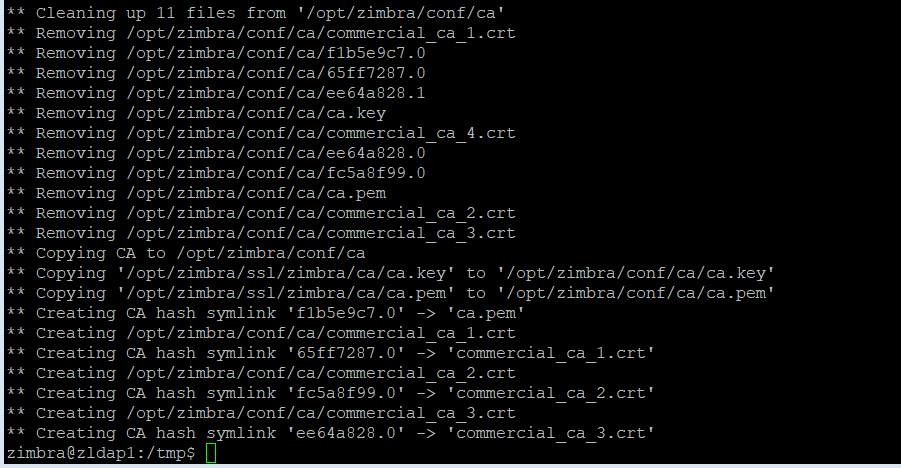 ** Cleaning up 11 files from '/opt/zimbra/conf/ca'
** Removing /opt/zimbra/conf/ca/commercial_ca_1.crt
** Removing /opt/zimbra/conf/ca/f1b5e9c7.0
** Removing /opt/zimbra/conf/ca/65ff7287.0
** Removing /opt/zimbra/conf/ca/ee64a828.1
** Removing /opt/zimbra/conf/ca/ca.key
** Removing /opt/zimbra/conf/ca/commercial_ca_4.crt
** Removing /opt/zimbra/conf/ca/ee64a828.0
** Removing /opt/zimbra/conf/ca/fc5a8f99.0
** Removing /opt/zimbra/conf/ca/ca.pem
** Removing /opt/zimbra/conf/ca/commercial_ca_2.crt
** Removing /opt/zimbra/conf/ca/commercial_ca_3.crt
** Copying CA to /opt/zimbra/conf/ca
** Copying '/opt/zimbra/ssl/zimbra/ca/ca.key' to '/opt/zimbra/conf/ca/ca.key'
** Copying '/opt/zimbra/ssl/zimbra/ca/ca.pem' to '/opt/zimbra/conf/ca/ca.pem'
** Creating CA hash symlink 'f1b5e9c7.0' -> 'ca.pem'
** Creating /opt/zimbra/conf/ca/commercial_ca_1.crt
** Creating CA hash symlink '65ff7287.0' -> 'commercial_ca_1.crt'
** Creating /opt/zimbra/conf/ca/commercial_ca_2.crt
** Creating CA hash symlink 'fc5a8f99.0' -> 'commercial_ca_2.crt'
** Creating /opt/zimbra/conf/ca/commercial_ca_3.crt
** Creating CA hash symlink 'ee64a828.0' -> 'commercial_ca_3.crt'
zimbra@zldap1:/tmp$